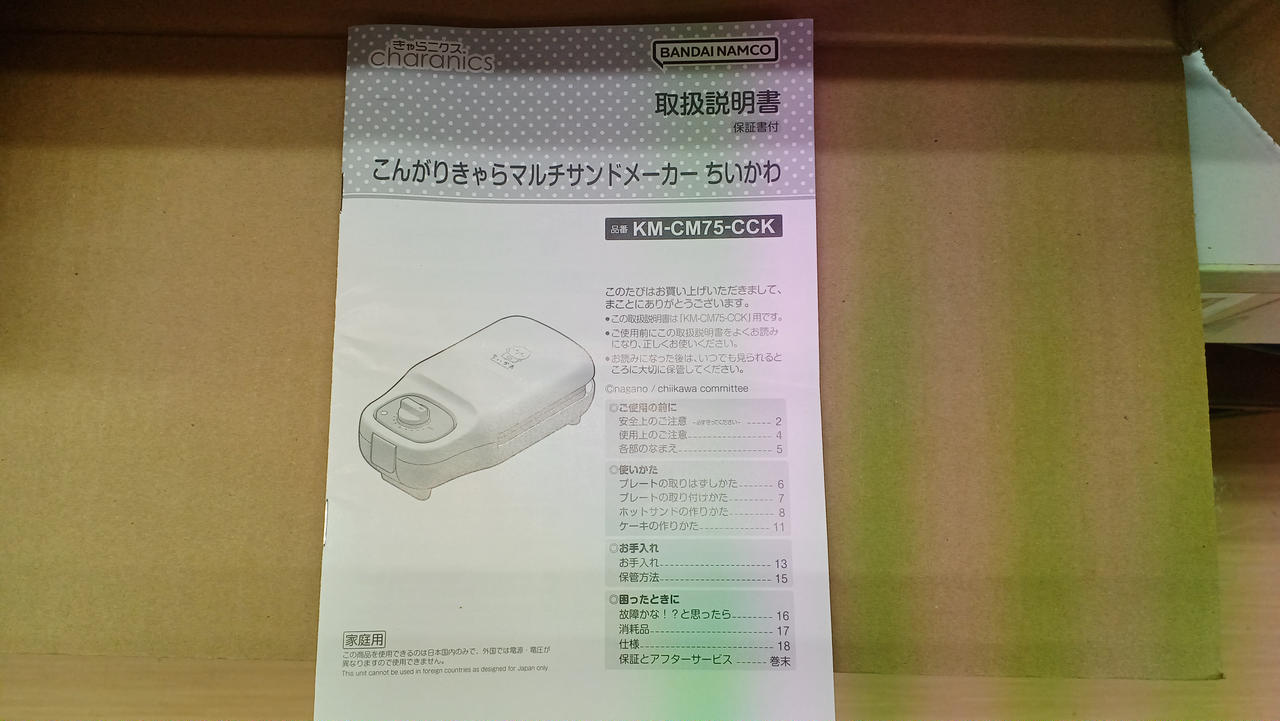 きゃらニクス
charanics
BANDAI NAMCO
取扱説明書
保証書付
こんがりきゃらマルチサンドメーカー ちいかわ
品番 KM-CM75-CCK
このたびはお買い上げいただきまして、
まことにありがとうございます。
●この取扱説明書は「KM-CM75-CCK」用です。
●ご使用前にこの取扱説明書をよくお読み
になり、正しくお使いください。
●お読みになった後は、いつでも見られると
ころに大切に保管してください。
©nagano / chiikawa committee
◎ご使用の前に
安全上のご注意 -必ず守ってください- ----- 2
使用上のご注意 ----- 4
各部のなまえ ----- 5
◎使いかた
プレートの取りはずしかた ----- 6
プレートの取り付けかた ----- 7
ホットサンドの作りかた ----- 8
ケーキの作りかた ----- 11
◎お手入れ
お手入れ ----- 13
保管方法 ----- 15
◎困ったときに
故障かな！？と思ったら ----- 16
消耗品 ----- 17
仕様 ----- 18
保証とアフターサービス ----- 巻末
ちいかわ
家庭用
この商品を使用できるのは日本国内のみで、外国では電源・電圧が
異なりますので使用できません。
This unit cannot be used in foreign countries as designed for Japan only.